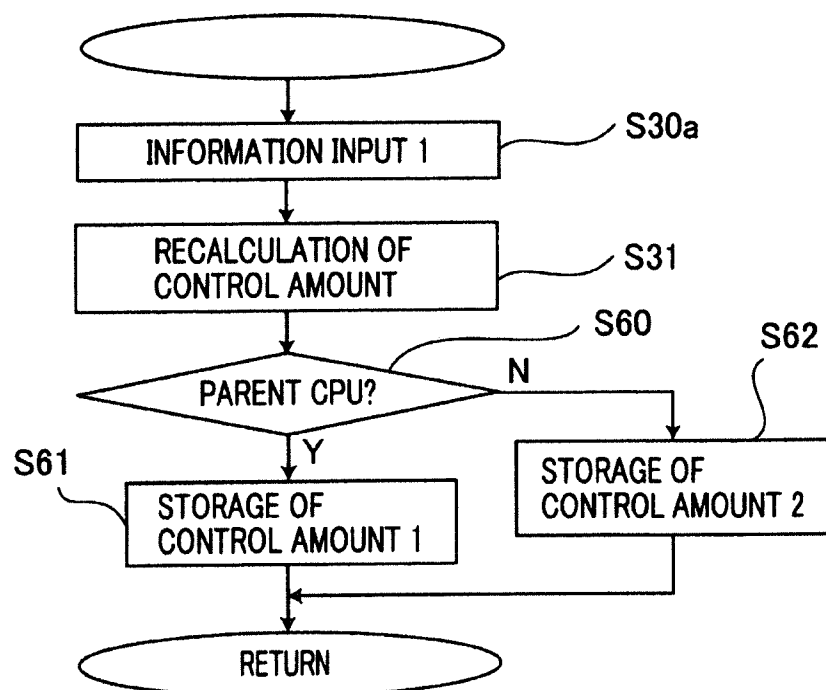 INFORMATION INPUT 1
S30a
RECALCULATION OF
CONTROL AMOUNT
S31
S60
PARENT CPU?
N
S62
Y
S61
STORAGE OF
CONTROL AMOUNT 1
STORAGE OF
CONTROL AMOUNT 2
RETURN